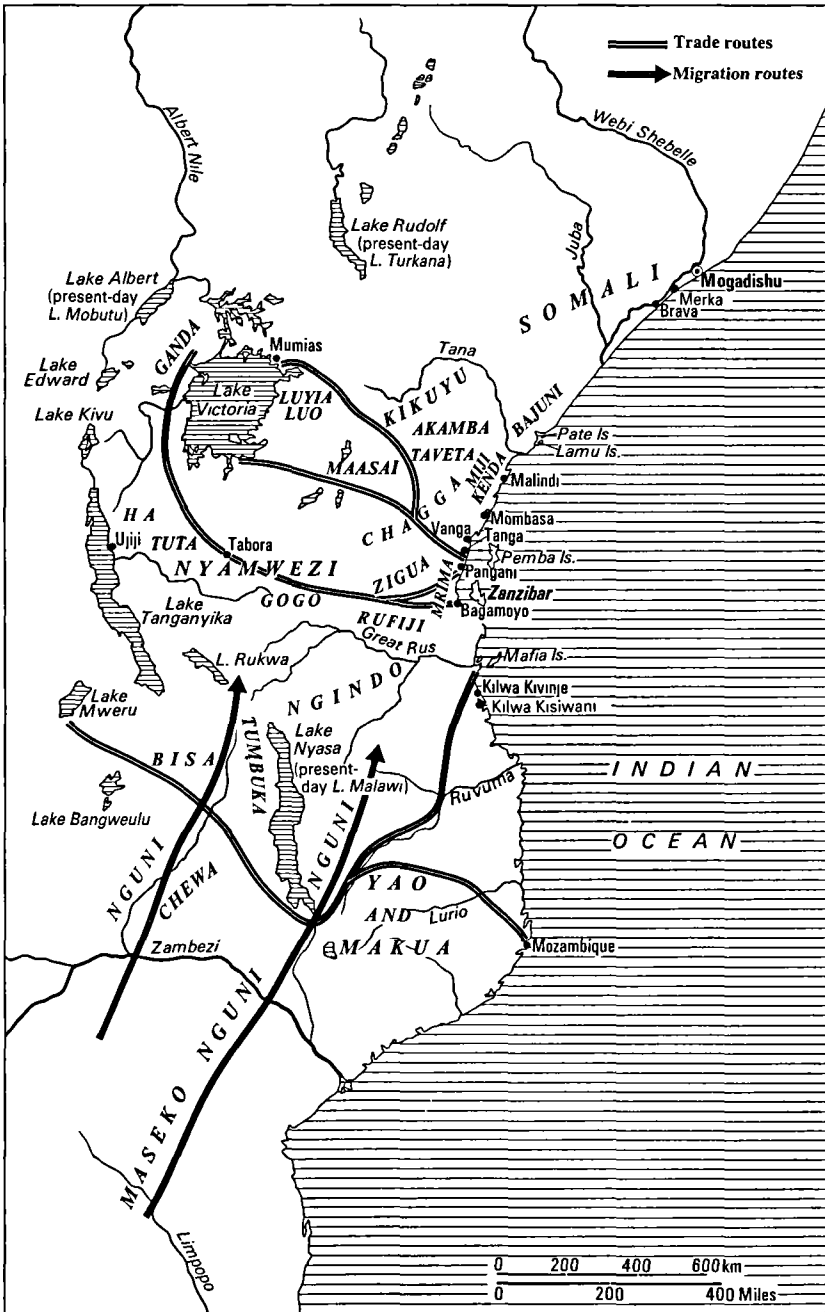 Trade routes
Migration routes
Albert Nile
Webi Shebelle
Lake Rudolf
(present-day
L. Turkana)
Juba
Lake Albert
(present-day
L. Mobutu)
SOMALI
Mogadishu
Merka
Brava
GANDA
Mumias
Tana
Lake
Edward
Lake
Victoria
LUYIA
LUO
KIKUYU
BAJUNI
Lake Kivu
AKAMBA
TAVETA
Pate Is.
Lamu Is.
MAASAI
MIJI
KENDA
Malindi
CHAGGA
HA
Mombasa
Vanga
Tanga
Ujiji
TUTA
Tabora
Pemba Is.
NYAMWEZI
ZIGUA
Pangani
MRIMA
Zanzibar
GOGO
Bagamoyo
Lake
Tanganyika
RUFIJI
Great Rus
L. Rukwa
Mafia Is.
NGINDO
Kilwa Kivinje
Kilwa Kisiwani
Lake
Mweru
TUMBUKA
Lake
Nyasa
(present-
day L. Malawi)
BISA
INDIAN
OCEAN
Ruvuma
Lake Bangweulu
NGUNI
NGUNI
CHEWA
YAO
AND
MAKUA
Lurio
Zambezi
Mozambique
MASEKO NGUNI
Limpopo
0 200 400 600km
0 200 400 Miles